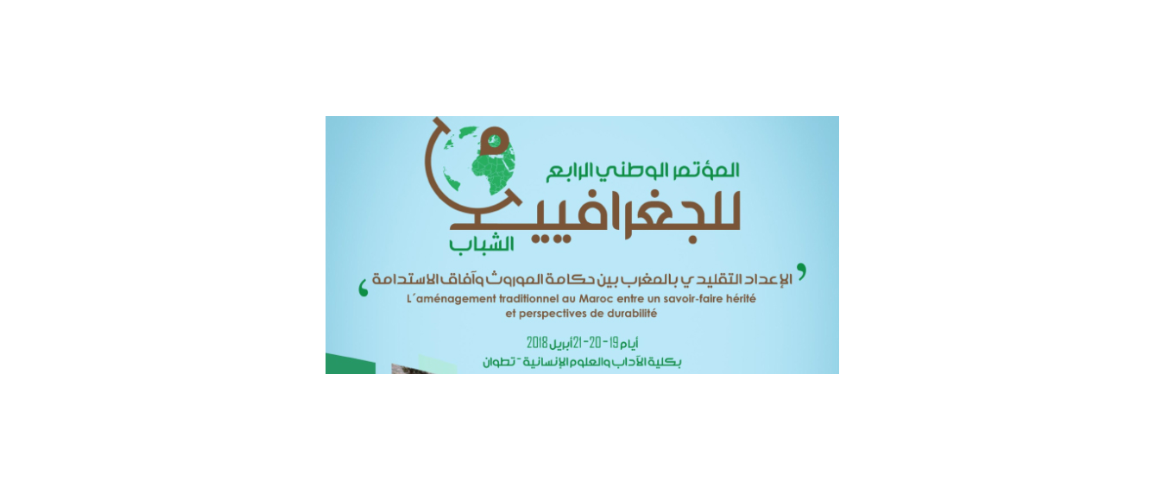 المؤتمر الوطني الرابع
للجغرافيين
الشباب
الإعداد التقليدي بالمغرب بين حكامة الموروث وآفاق الاستدامة
L´aménagement traditionnel au Maroc entre un savoir-faire hérité
et perspectives de durabilité
أيام 19 - 20 - 21 أبريل 2018
بكلية الآداب والعلوم الإنسانية - تطوان